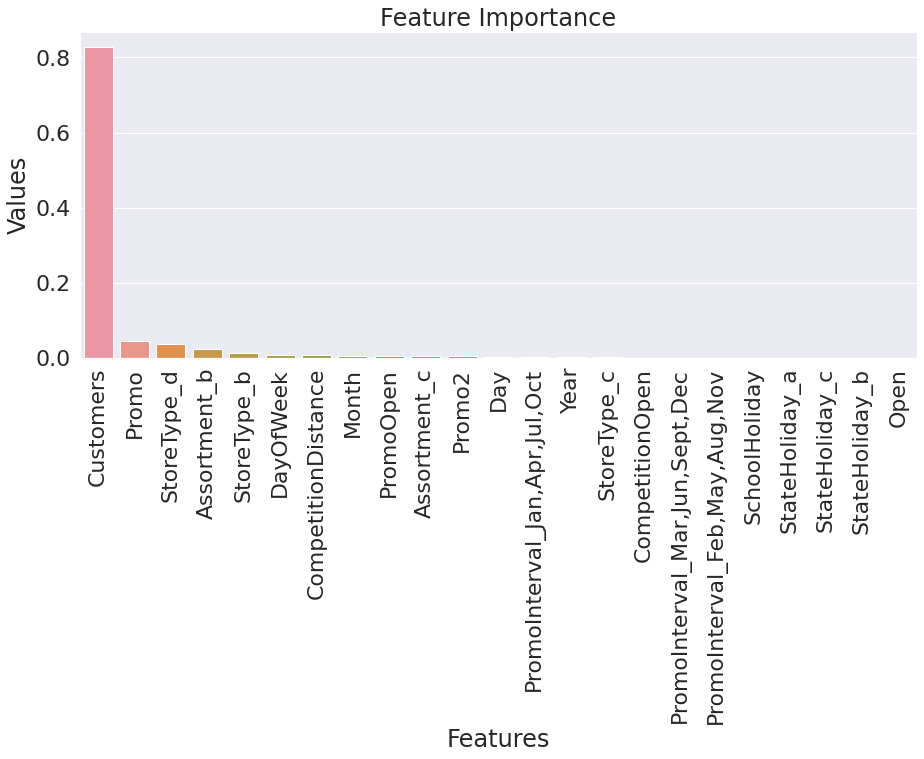 Feature Importance
Values
0.8
0.6
0.4
0.2
0.0
Customers
Promo
StoreType_d
Assortment_b
StoreType_b
DayOfWeek
CompetitionDistance
Month
PromoOpen
Assortment_c
Promo2
Day
PromoInterval_Jan,Apr,Jul,Oct
Year
StoreType_c
CompetitionOpen
PromoInterval_Mar,Jun,Sept,Dec
PromoInterval_Feb,May,Aug,Nov
SchoolHoliday
StateHoliday_a
StateHoliday_c
StateHoliday_b
Open
Features